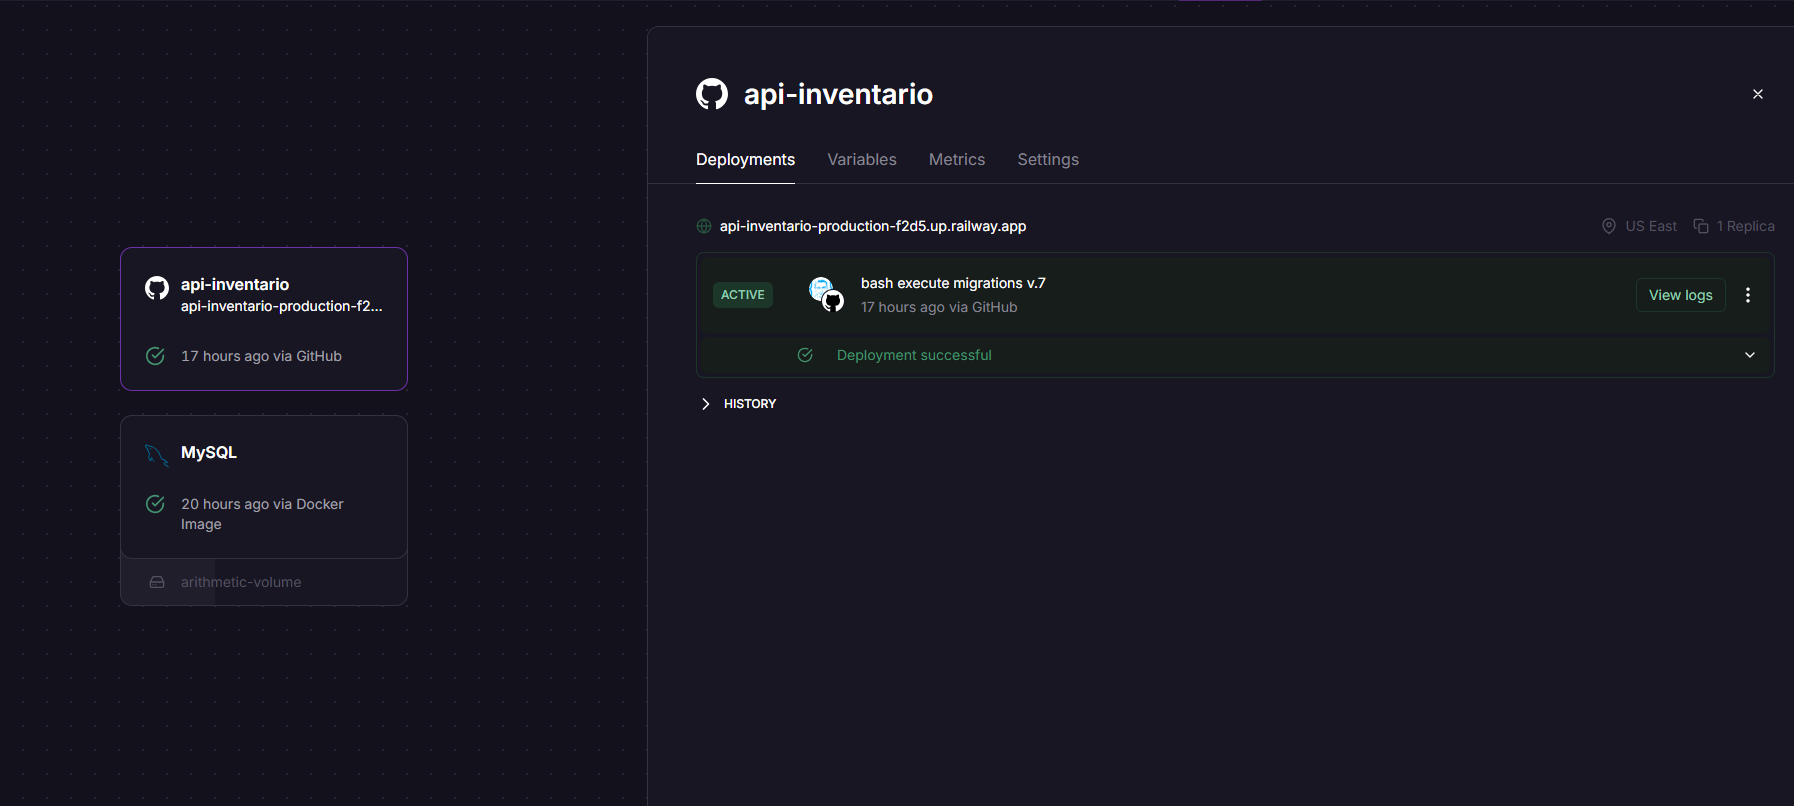 api-inventario
api-inventario-production-f2...
17 hours ago via GitHub
MySQL
20 hours ago via Docker
Image
arithmetic-volume
api-inventario
Deployments Variables Metrics Settings
api-inventario-production-f2d5.up.railway.app US East 1 Replica
ACTIVE
bash execute migrations v.7
17 hours ago via GitHub
View logs
Deployment successful
HISTORY